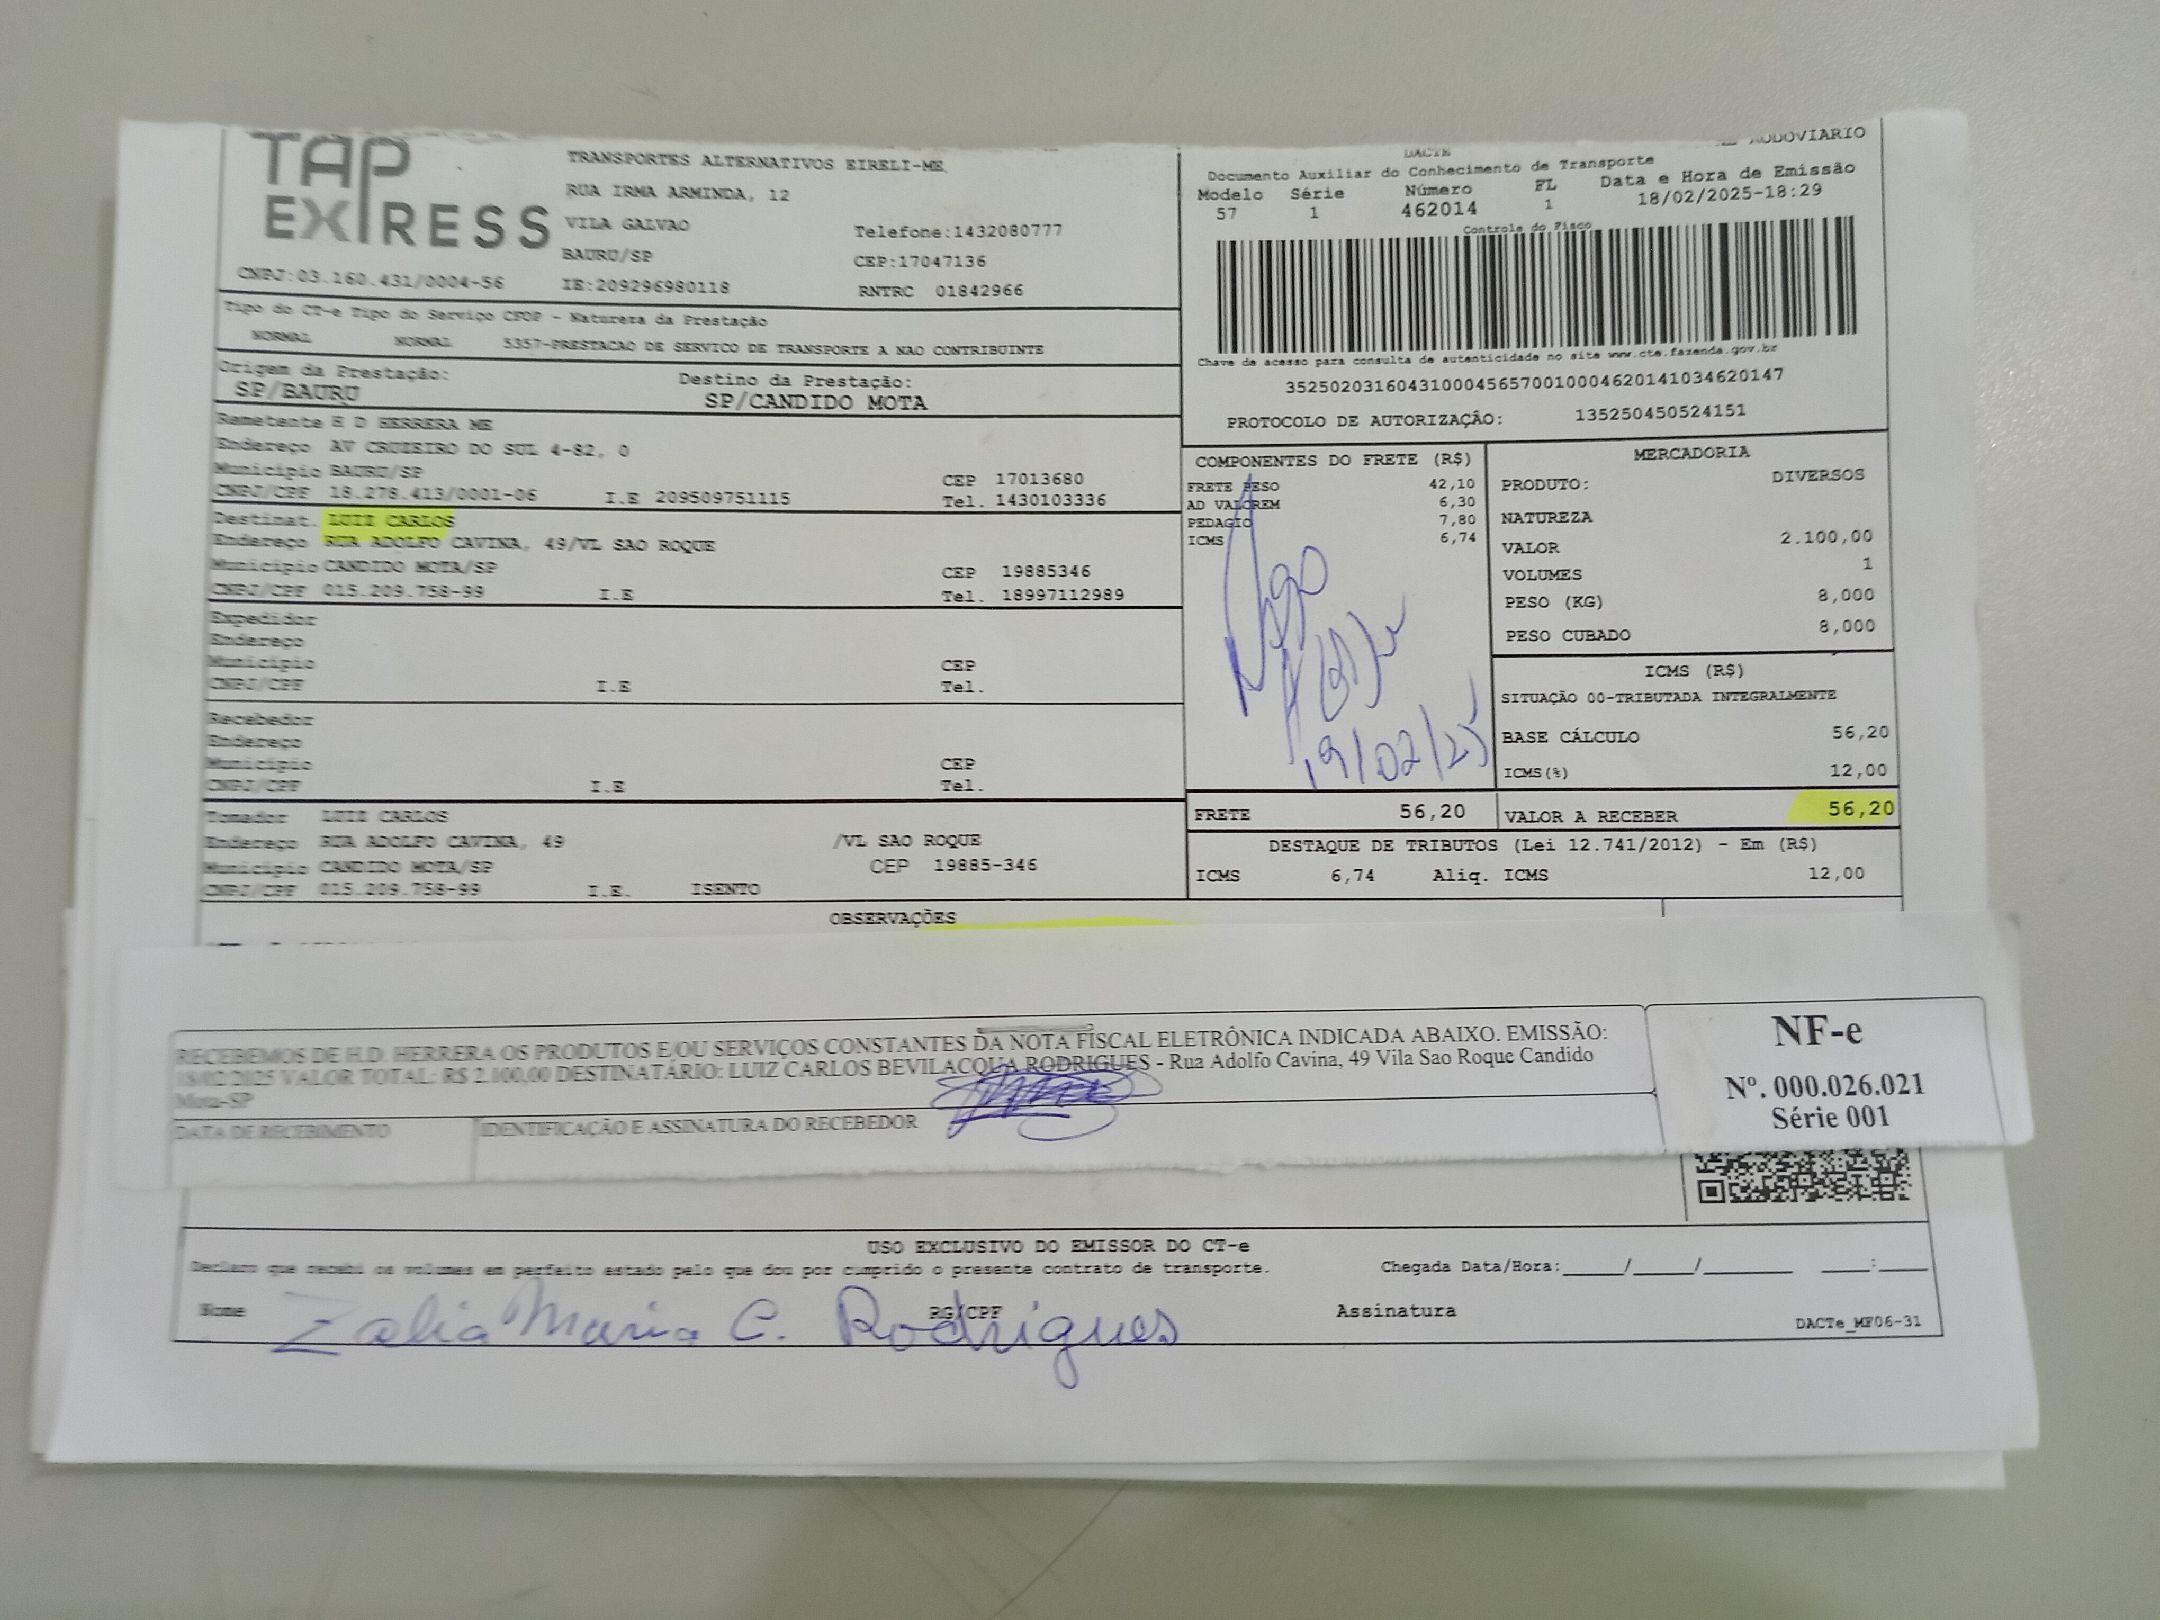 TAP EXPRESS
TRANSPORTES ALTERNATIVOS EIRELI-ME
RUA IRMA ARMINDA, 12
VILA GALVAO
Telefone:1432080777
BAURU/SP
CEP:17047136
CNPJ:03.160.431/0004-56 IE:209296980118 RNTRC 01842966
Tipo do CT-e Tipo do Serviço CFOP - Natureza da Prestação
NORMAL NORMAL 5357-PRESTACAO DE SERVICO DE TRANSPORTE A NAO CONTRIBUINTE
Origem da Prestação: Destino da Prestação:
SP/BAURU SP/CANDIDO MOTA
Remetente H D HERRERA ME
Endereço AV CRUZEIRO DO SUL 4-82, 0
Município BAURU/SP CEP 17013680
CNPJ/CPF 18.278.413/0001-06 I.E 209509751115 Tel. 1430103336
Destinat. LUIZ CARLOS
Endereço RUA ADOLFO CAVINA, 49/VL SAO ROQUE
Município CANDIDO MOTA/SP CEP 19885346
CNPJ/CPF 015.209.758-99 I.E Tel. 18997112989
Expedidor
Endereço
Município CEP
CNPJ/CPF I.E Tel.
Recebedor
Endereço
Município CEP
CNPJ/CPF I.E Tel.
Tomador LUIZ CARLOS
Endereço RUA ADOLFO CAVINA, 49 /VL SAO ROQUE
Município CANDIDO MOTA/SP CEP 19885-346
CNPJ/CPF 015.209.758-99 I.E. ISENTO
OBSERVAÇÕES
DACTE RODOVIARIO
Documento Auxiliar do Conhecimento de Transporte
Modelo Série Número FL Data e Hora de Emissão
57 1 462014 1 18/02/2025-18:29
Controle do Fisco
Chave de acesso para consulta de autenticidade no site www.cte.fazenda.gov.br
35250203160431000456570010004620141034620147
PROTOCOLO DE AUTORIZAÇÂO: 135250450524151
COMPONENTES DO FRETE (R$)
FRETE PESO 42,10
AD VALOREM 6,30
PEDAGIO 7,80
ICMS 6,74
19/02/25
MERCADORIA
PRODUTO: DIVERSOS
NATUREZA
VALOR 2.100,00
VOLUMES 1
PESO (KG) 8,000
PESO CUBADO 8,000
ICMS (R$)
SITUAÇÃO 00-TRIBUTADA INTEGRALMENTE
BASE CÁLCULO 56,20
ICMS(%) 12,00
FRETE 56,20 VALOR A RECEBER 56,20
DESTAQUE DE TRIBUTOS (Lei 12.741/2012) - Em (R$)
ICMS 6,74 Aliq. ICMS 12,00
RECEBEMOS DE H.D. HERRERA OS PRODUTOS E/OU SERVIÇOS CONSTANTES DA NOTA FISCAL ELETRÔNICA INDICADA ABAIXO. EMISSÃO:
18/02/2025 VALOR TOTAL: R$ 2.100,00 DESTINATÁRIO: LUIZ CARLOS BEVILACQUA RODRIGUES - Rua Adolfo Cavina, 49 Vila Sao Roque Candido
Mota-SP
DATA DE RECEBIMENTO IDENTIFICAÇÃO E ASSINATURA DO RECEBEDOR
NF-e
Nº. 000.026.021
Série 001
USO EXCLUSIVO DO EMISSOR DO CT-e
Declaro que recebi os volumes em perfeito estado pelo que dou por cumprido o presente contrato de transporte. Chegada Data/Hora:_____/_____/_______ ____:____
Nome RG/CPF Assinatura
Zelia Maria C. Rodrigues
DACTe_MF06-31